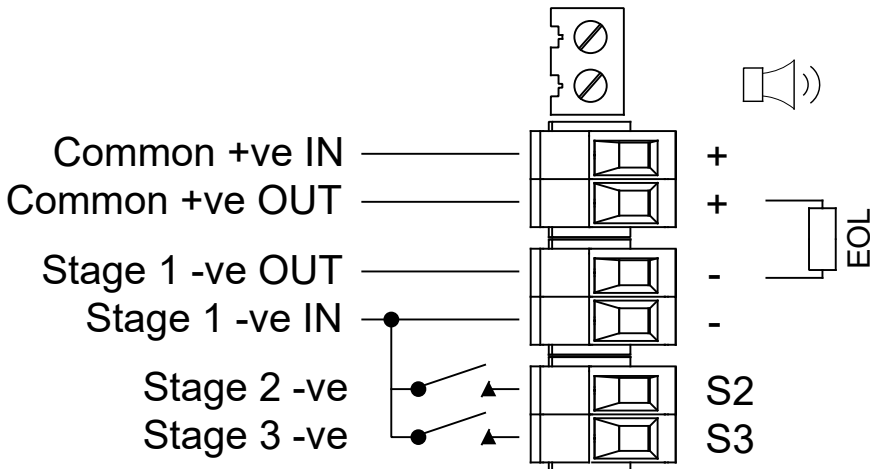 Common +ve IN +
Common +ve OUT +
Stage 1 -ve OUT -
Stage 1 -ve IN -
Stage 2 -ve S2
Stage 3 -ve S3
EOL